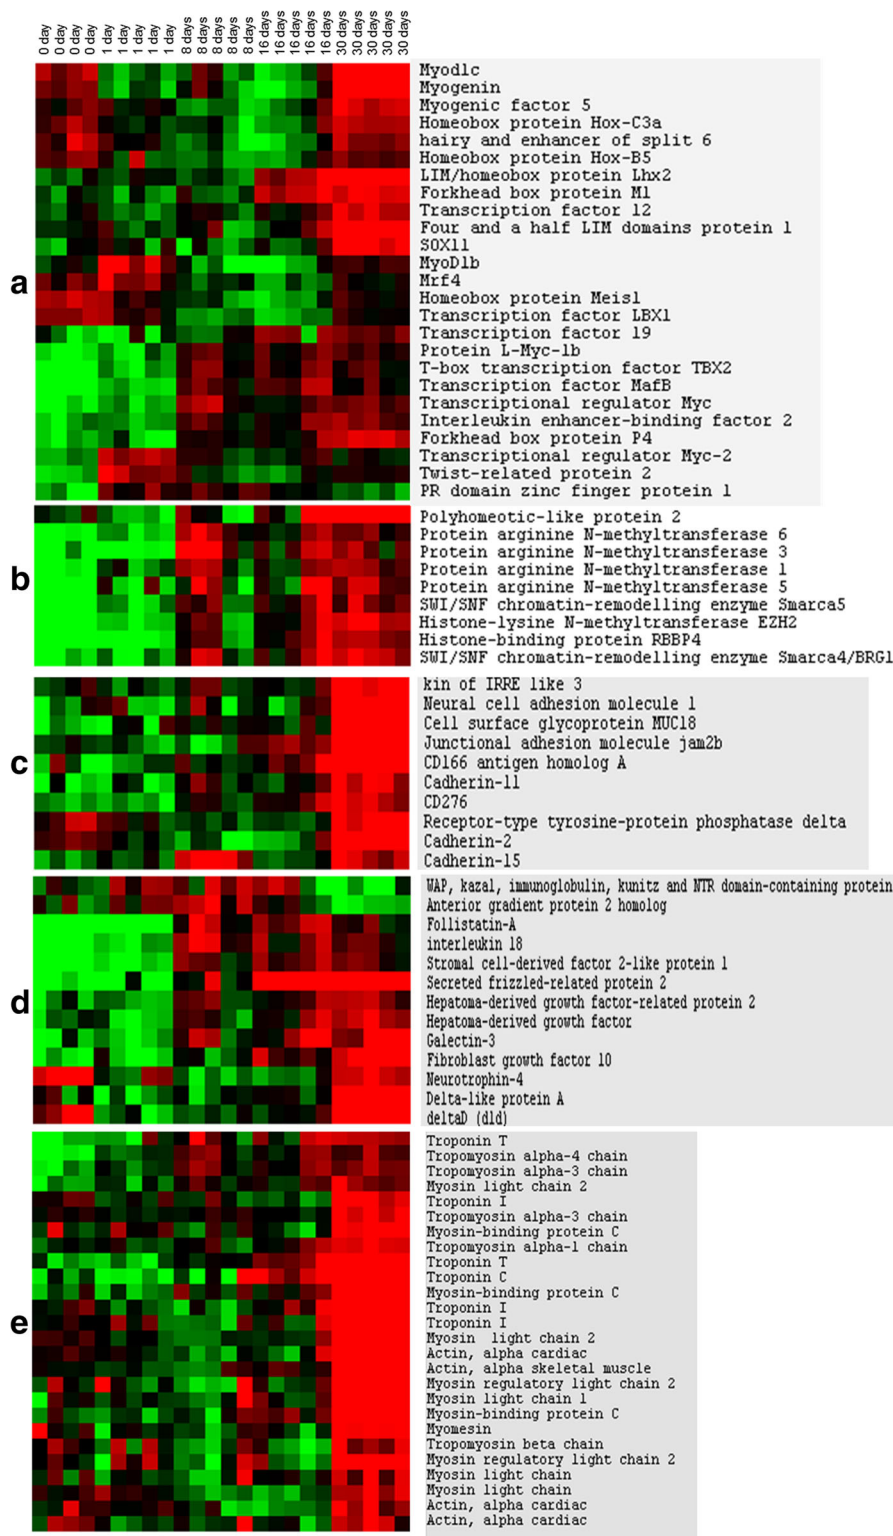 0 day
0 day
0 day
0 day
1 day
1 day
1 day
1 day
1 day
8 days
8 days
8 days
8 days
8 days
16 days
16 days
16 days
16 days
16 days
30 days
30 days
30 days
30 days
30 days
a
Myod1c
Myogenin
Myogenic factor 5
Homeobox protein Hox-C3a
hairy and enhancer of split 6
Homeobox protein Hox-B5
LIM/homeobox protein Lhx2
Forkhead box protein M1
Transcription factor 12
Four and a half LIM domains protein 1
SOX11
MyoD1b
Mrf4
Homeobox protein Meis1
Transcription factor LBX1
Transcription factor 19
Protein L-Myc-1b
T-box transcription factor TBX2
Transcription factor MafB
Transcriptional regulator Myc
Interleukin enhancer-binding factor 2
Forkhead box protein P4
Transcriptional regulator Myc-2
Twist-related protein 2
PR domain zinc finger protein 1
b
Polyhomeotic-like protein 2
Protein arginine N-methyltransferase 6
Protein arginine N-methyltransferase 3
Protein arginine N-methyltransferase 1
Protein arginine N-methyltransferase 5
SWI/SNF chromatin-remodelling enzyme Smarca5
Histone-lysine N-methyltransferase EZH2
Histone-binding protein RBBP4
SWI/SNF chromatin-remodelling enzyme Smarca4/BRG1
c
kin of IRRE like 3
Neural cell adhesion molecule 1
Cell surface glycoprotein MUC18
Junctional adhesion molecule jam2b
CD166 antigen homolog A
Cadherin-11
CD276
Receptor-type tyrosine-protein phosphatase delta
Cadherin-2
Cadherin-15
d
WAP, kazal, immunoglobulin, kunitz and NTR domain-containing protein
Anterior gradient protein 2 homolog
Follistatin-A
interleukin 18
Stromal cell-derived factor 2-like protein 1
Secreted frizzled-related protein 2
Hepatoma-derived growth factor-related protein 2
Hepatoma-derived growth factor
Galectin-3
Fibroblast growth factor 10
Neurotrophin-4
Delta-like protein A
deltaD (dld)
e
Troponin T
Tropomyosin alpha-4 chain
Tropomyosin alpha-3 chain
Myosin light chain 2
Troponin I
Tropomyosin alpha-3 chain
Myosin-binding protein C
Tropomyosin alpha-1 chain
Troponin T
Troponin C
Myosin-binding protein C
Troponin I
Troponin I
Myosin light chain 2
Actin, alpha cardiac
Actin, alpha skeletal muscle
Myosin regulatory light chain 2
Myosin light chain 1
Myosin-binding protein C
Myomesin
Tropomyosin beta chain
Myosin regulatory light chain 2
Myosin light chain
Myosin light chain
Actin, alpha cardiac
Actin, alpha cardiac